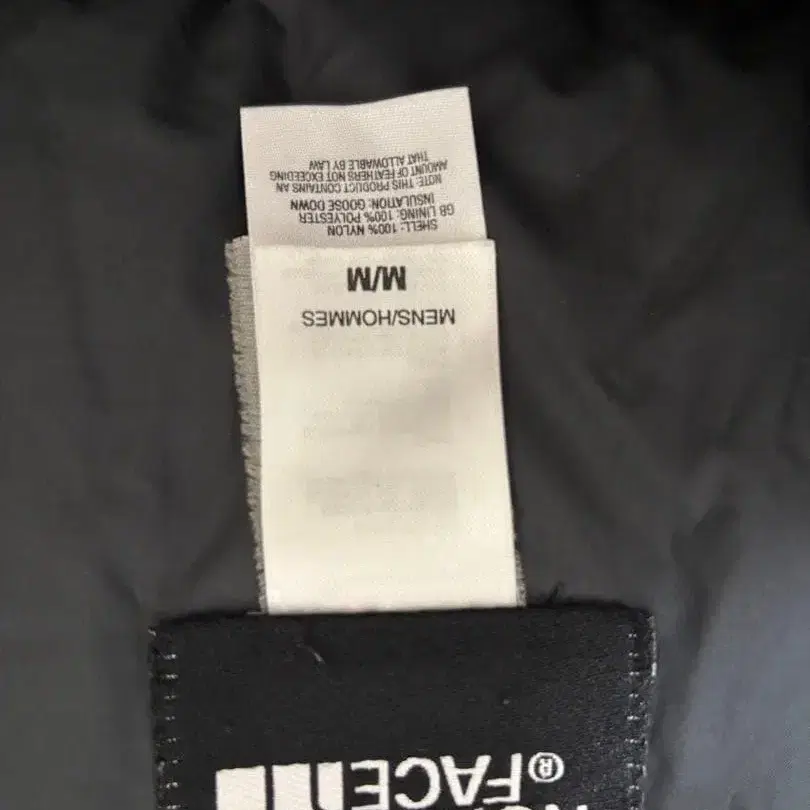 FACE
®
MENS/HOMMES
M/M
SHELL: 100% NYLON
GB LINING: 100% POLYESTER
INSULATION: GOOSE DOWN
NOTE: THIS PRODUCT CONTAINS AN
AMOUNT OF FEATHERS NOT EXCEEDING
THAT ALLOWABLE BY LAW